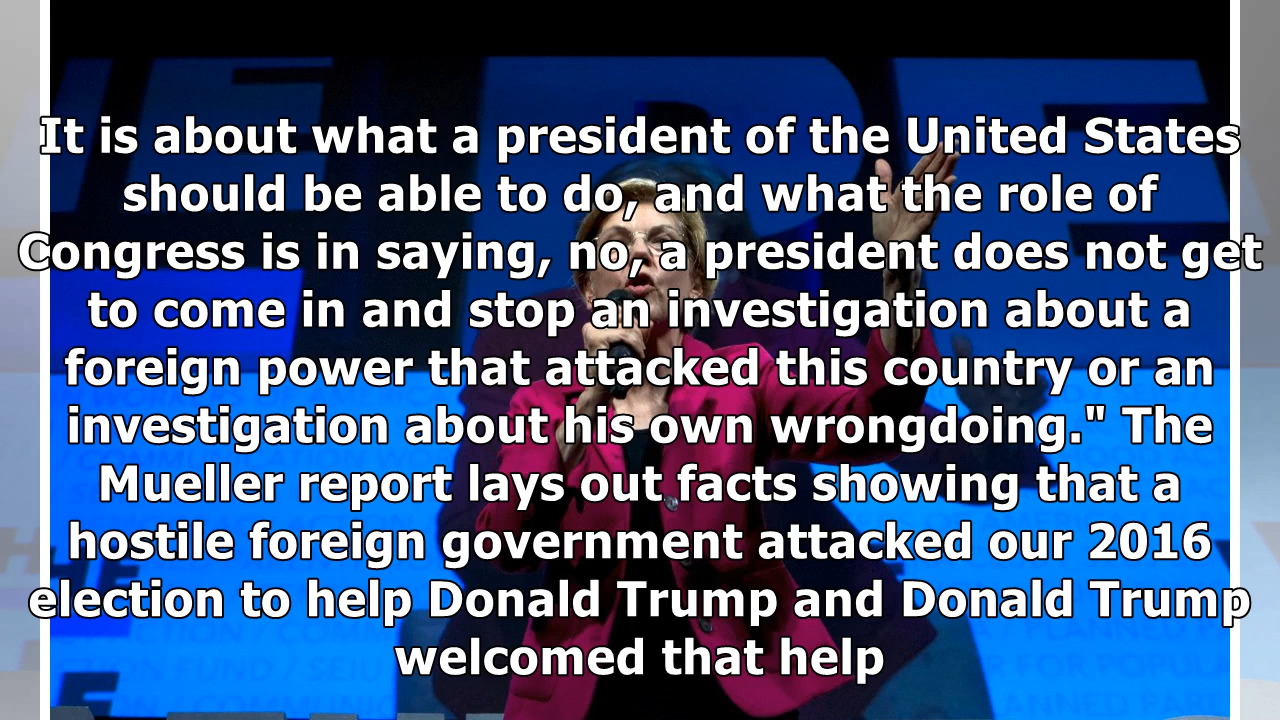 It is about what a president of the United States
should be able to do, and what the role of
Congress is in saying, no, a president does not get
to come in and stop an investigation about a
foreign power that attacked this country or an
investigation about his own wrongdoing." The
Mueller report lays out facts showing that a
hostile foreign government attacked our 2016
election to help Donald Trump and Donald Trump
welcomed that help